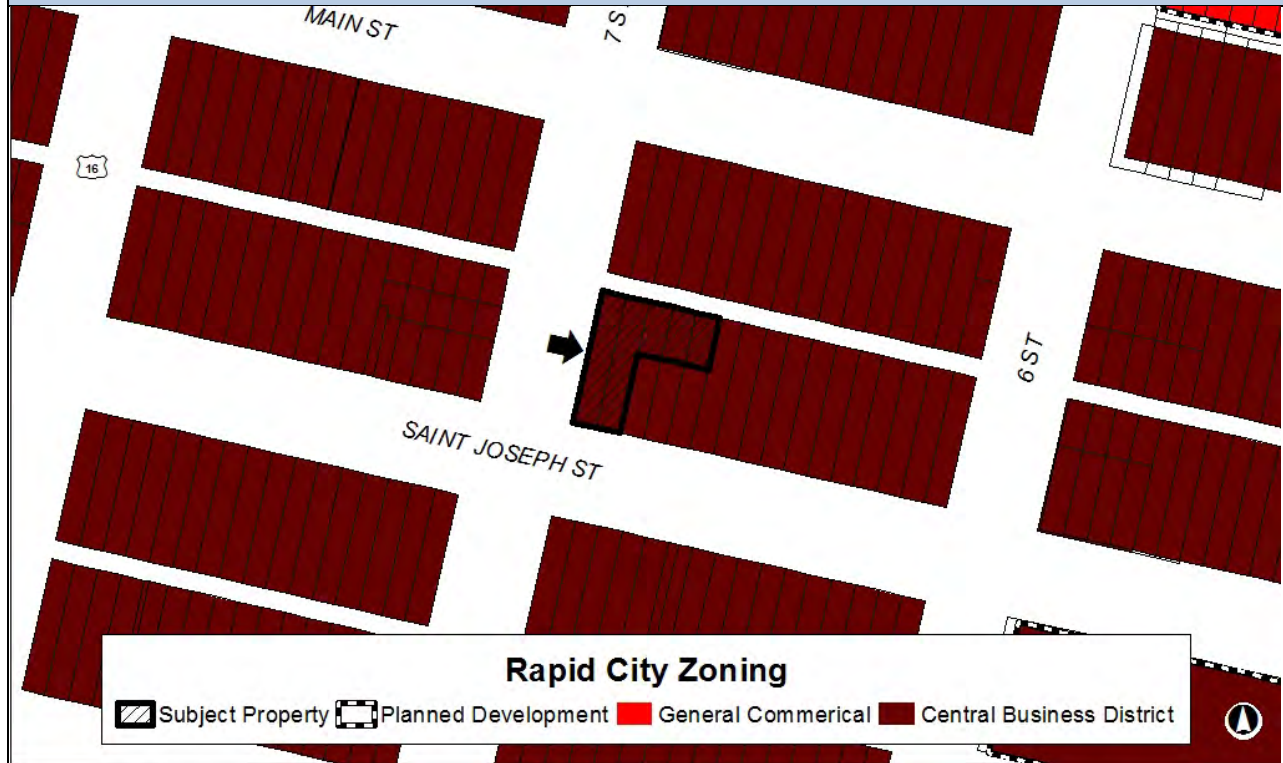 MAIN ST
7 S
16
6 ST
SAINT JOSEPH ST
Rapid City Zoning
Subject Property Planned Development General Commerical Central Business District